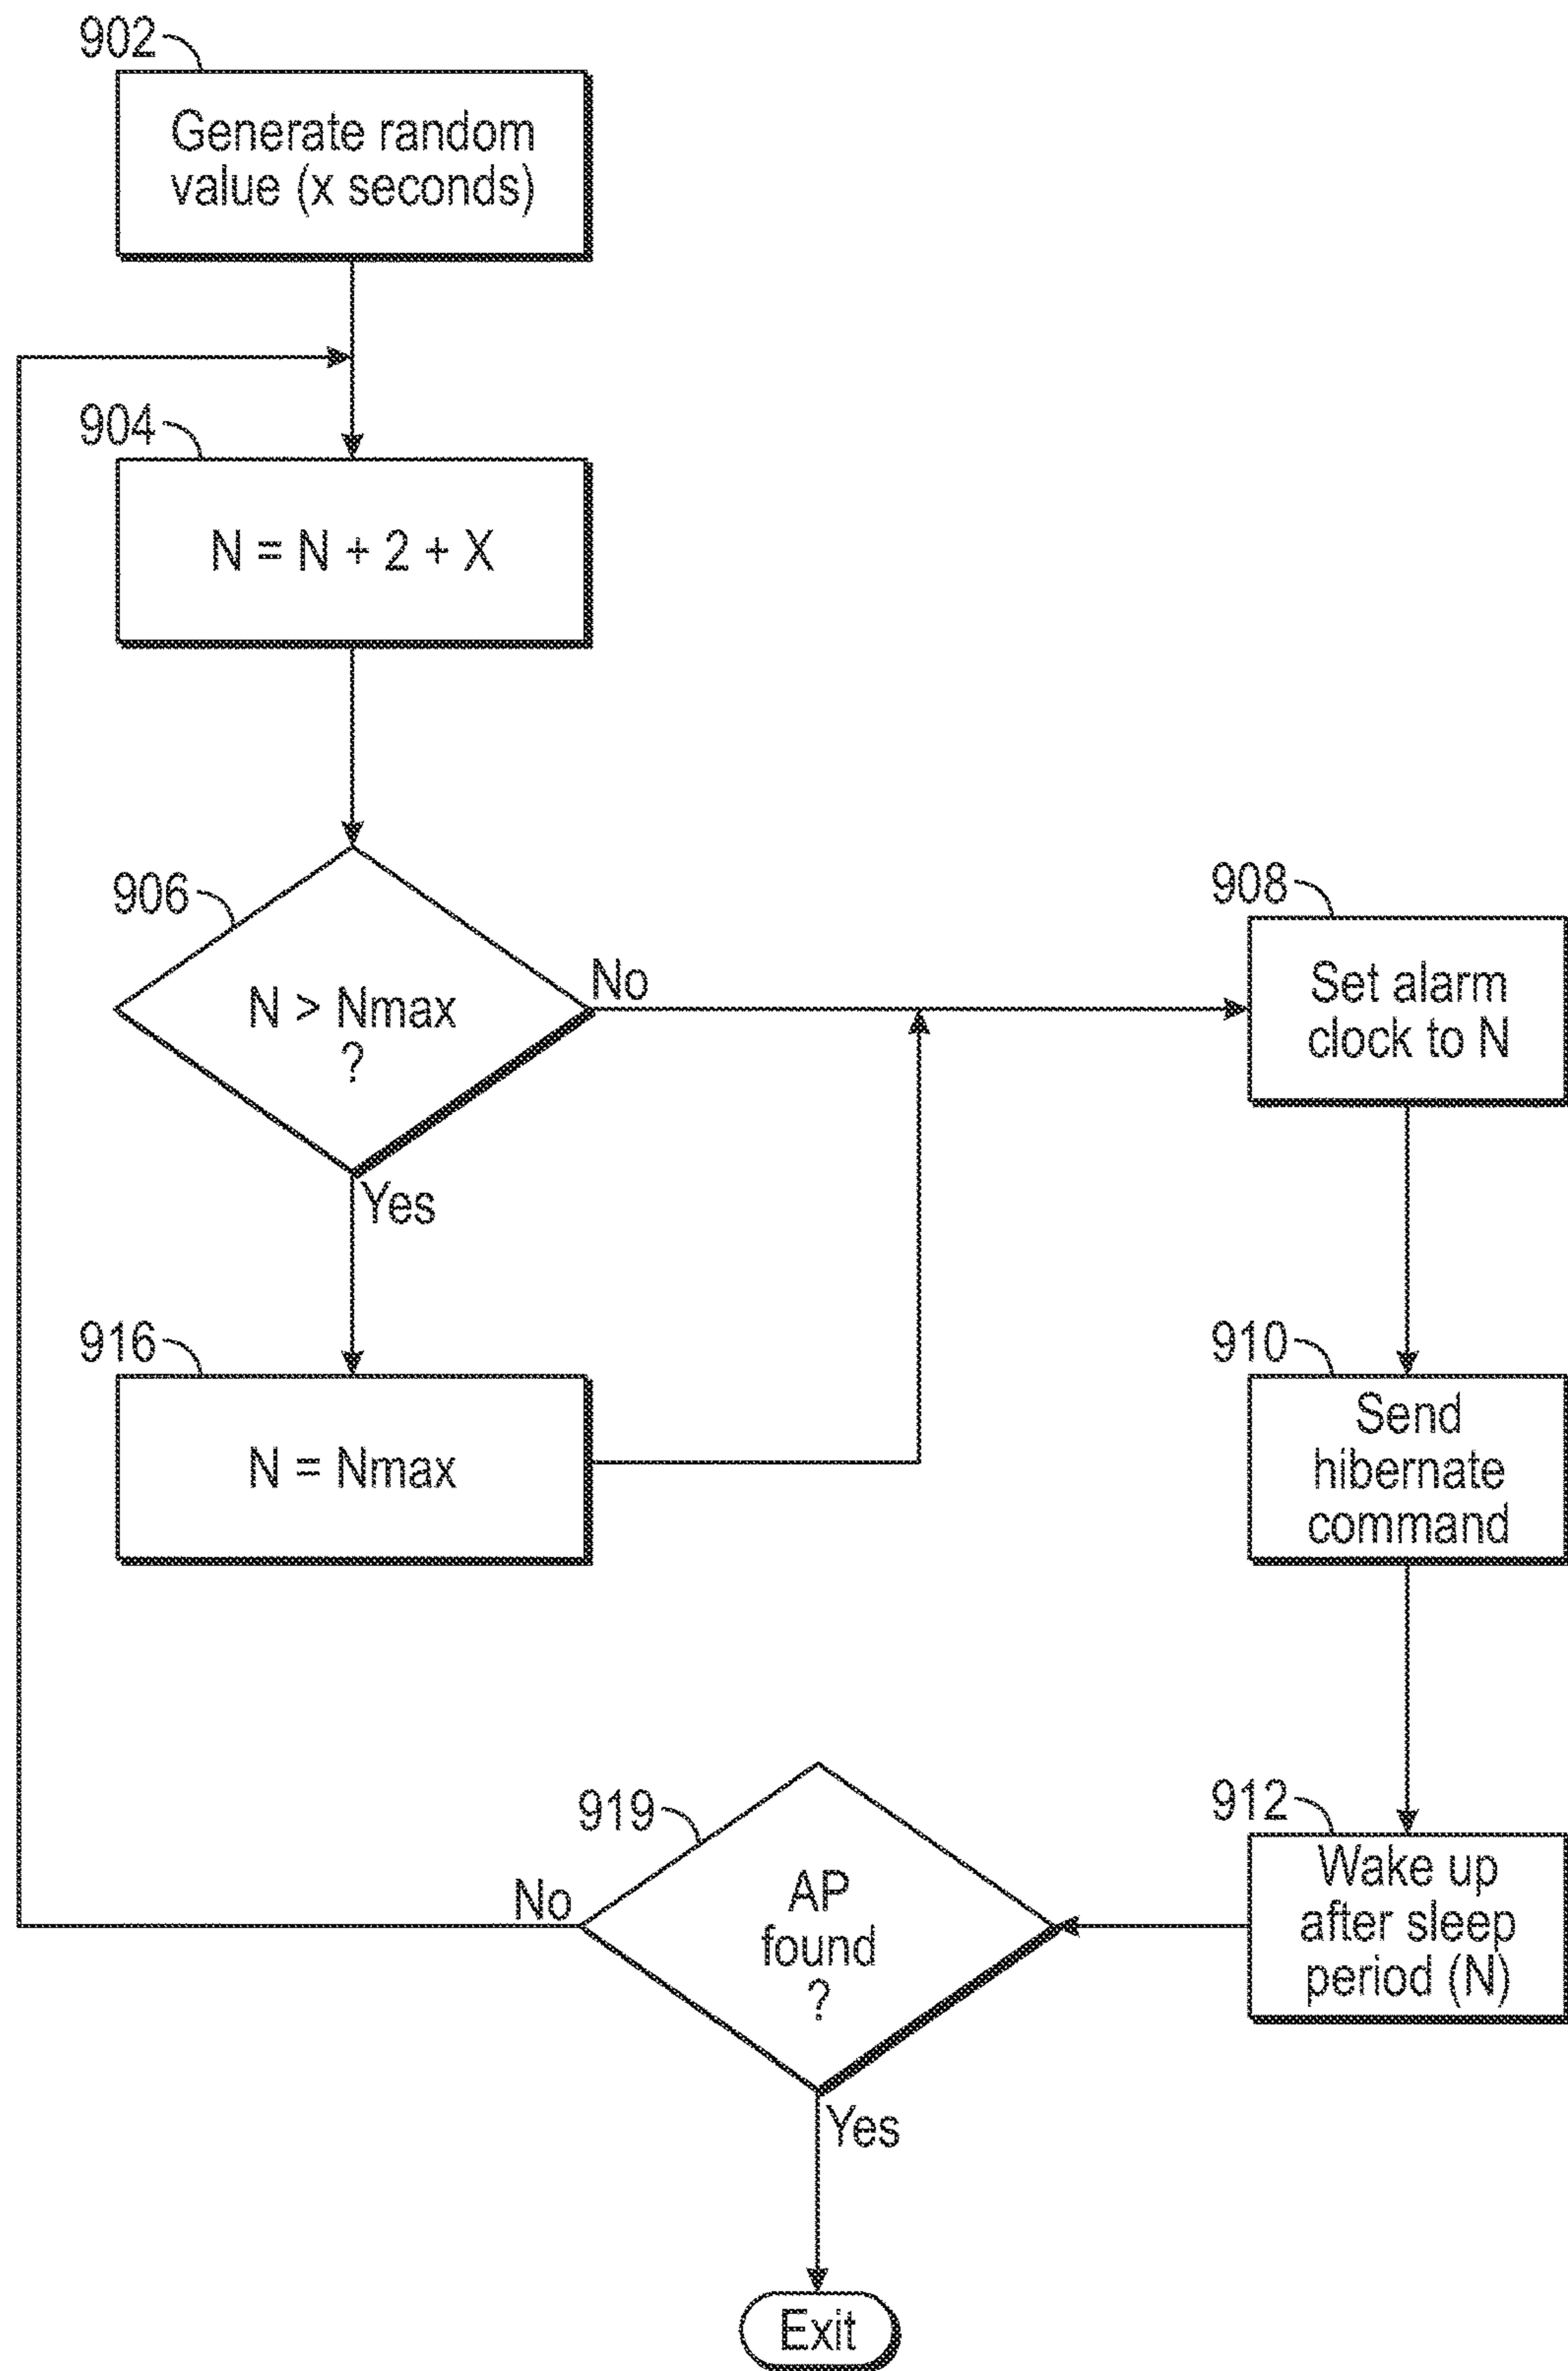 902
Generate random
value (x seconds)
904
N = N + 2 + X
906
N > Nmax
?
No
Yes
908
Set alarm
clock to N
916
N = Nmax
910
Send
hibernate
command
912
Wake up
after sleep
period (N)
919
AP
found
?
No
Yes
Exit